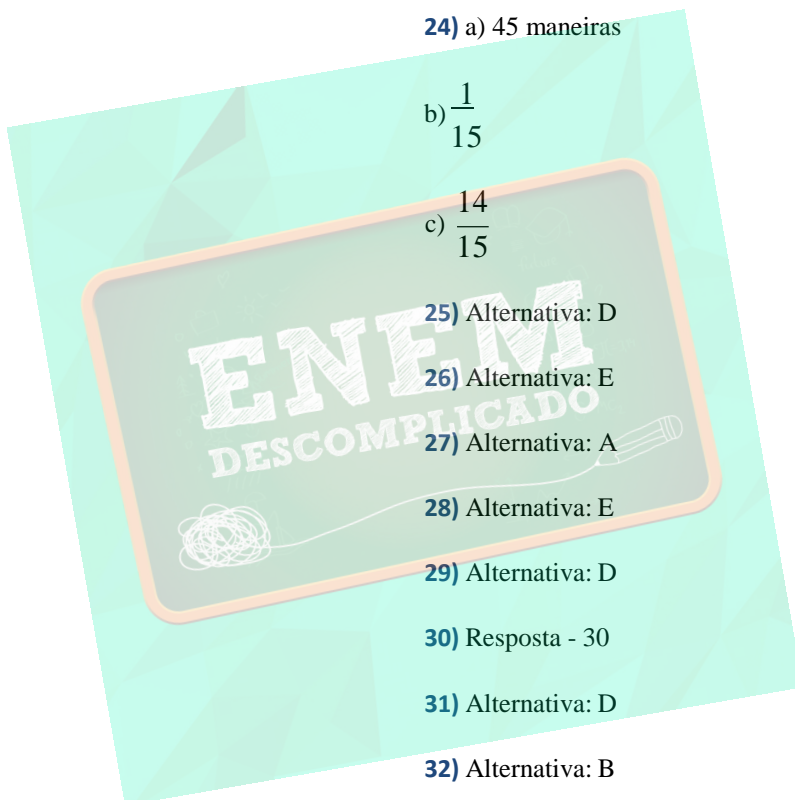 24) a) 45 maneiras
b) 1/15
c) 14/15
ENEM
DESCOMPLICADO
25) Alternativa: D
26) Alternativa: E
27) Alternativa: A
28) Alternativa: E
29) Alternativa: D
30) Resposta - 30
31) Alternativa: D
32) Alternativa: B